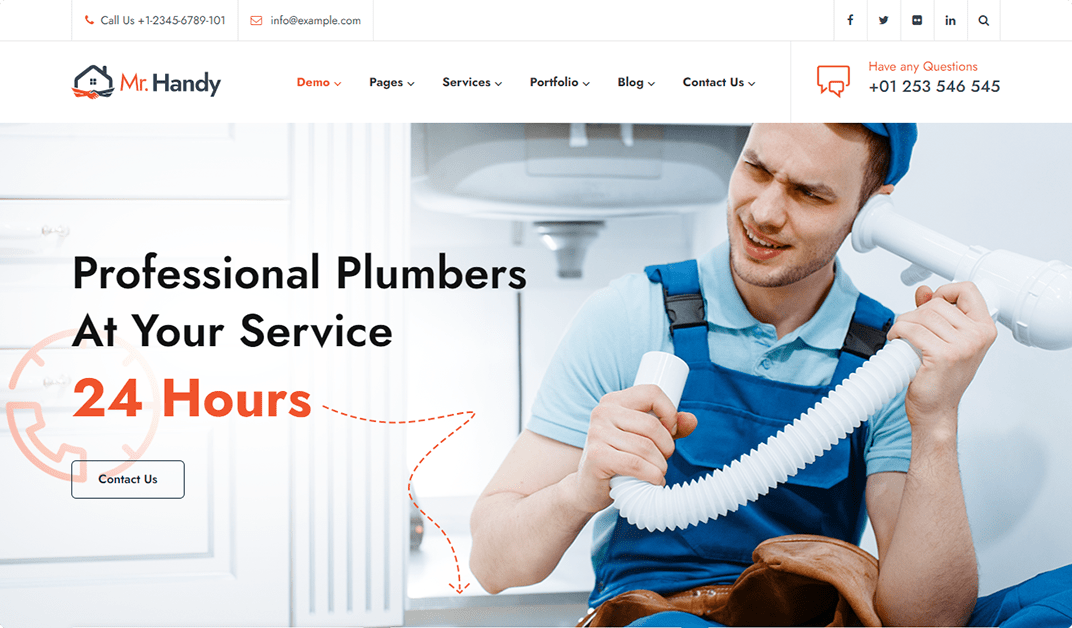 Call Us +1-2345-6789-101
info@example.com
Mr. Handy
Demo
Pages
Services
Portfolio
Blog
Contact Us
Have any Questions
+01 253 546 545
Professional Plumbers
At Your Service
24 Hours
Contact Us